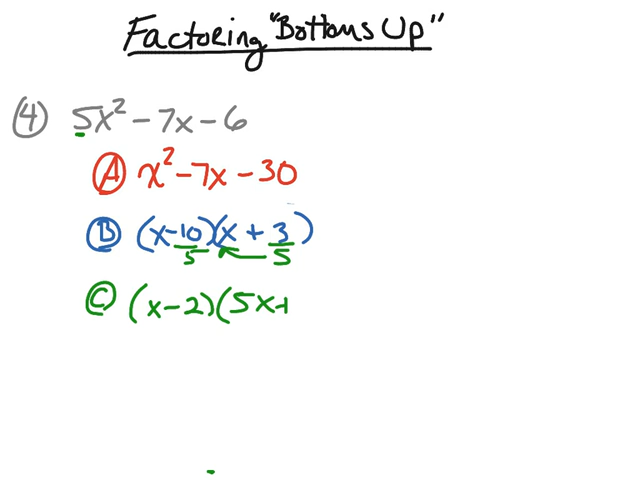 Factoring "Bottoms Up"
④ 5x² - 7x - 6
Ⓐ x² - 7x - 30
Ⓑ (x - 10/5)(x + 3/5)
Ⓒ (x - 2)(5x +